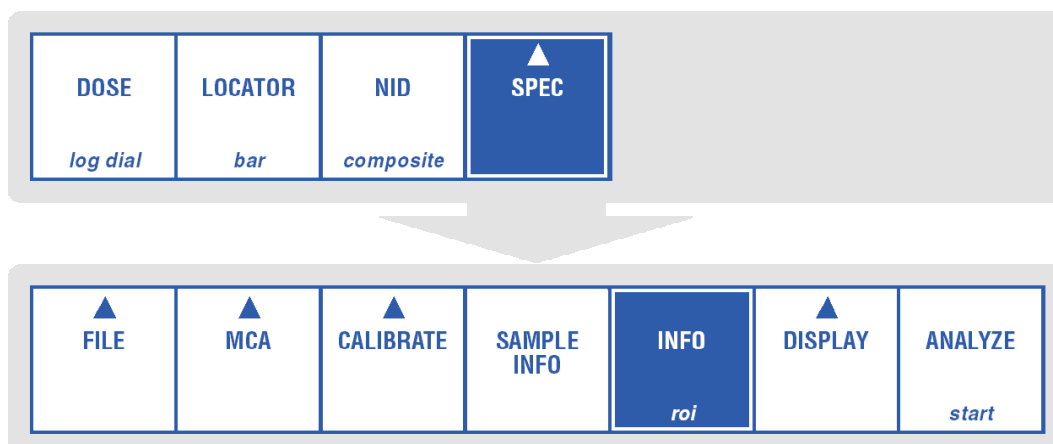 DOSE LOCATOR NID SPEC
log dial bar composite
FILE MCA CALIBRATE SAMPLE INFO DISPLAY ANALYZE
INFO
roi start